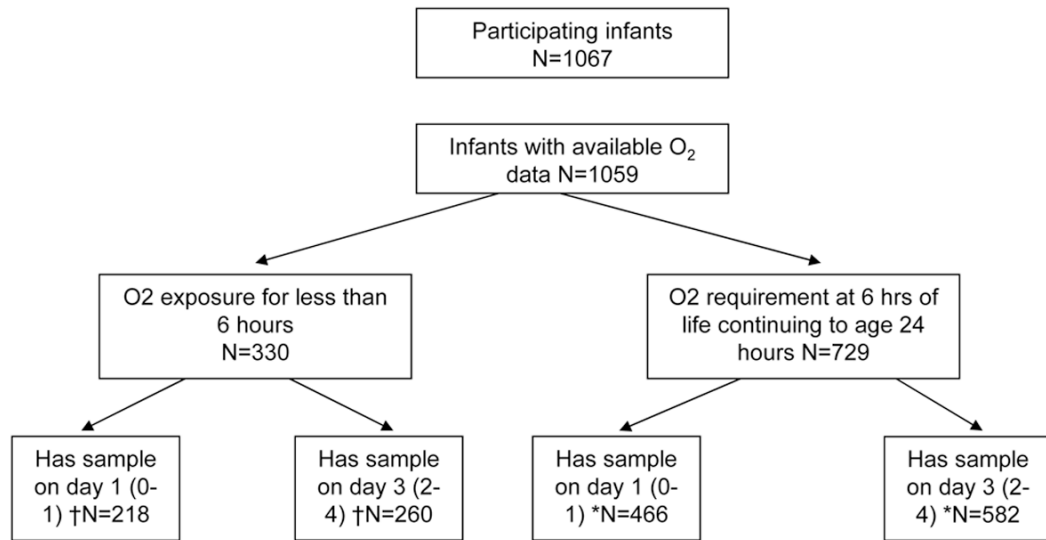 Participating infants
N=1067
Infants with available O₂
data N=1059
O2 exposure for less than
6 hours
N=330
O2 requirement at 6 hrs of
life continuing to age 24
hours N=729
Has sample
on day 1 (0-
1) †N=218
Has sample
on day 3 (2-
4) †N=260
Has sample
on day 1 (0-
1) *N=466
Has sample
on day 3 (2-
4) *N=582